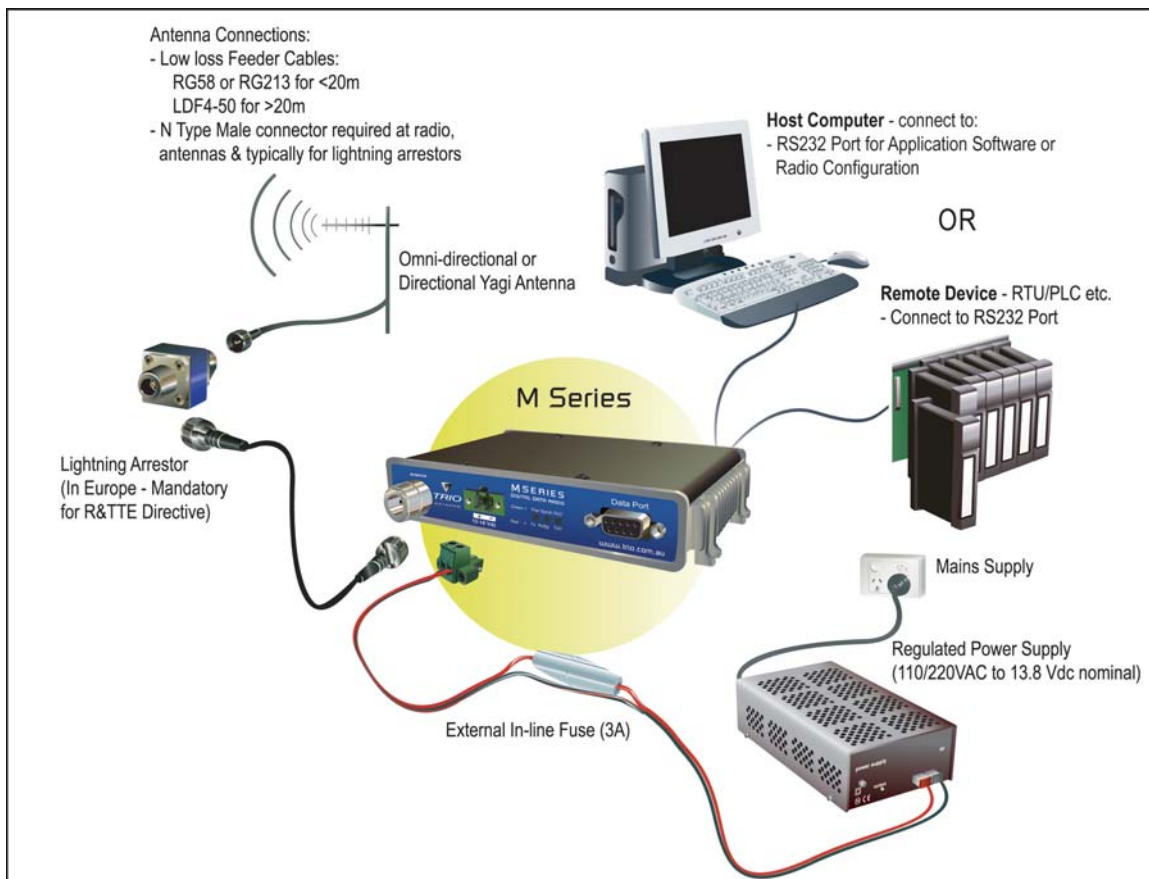 Antenna Connections:
- Low loss Feeder Cables:
RG58 or RG213 for <20m
LDF4-50 for >20m
- N Type Male connector required at radio,
antennas & typically for lightning arrestors
Host Computer - connect to:
- RS232 Port for Application Software or
Radio Configuration
OR
Omni-directional or
Directional Yagi Antenna
Remote Device - RTU/PLC etc.
- Connect to RS232 Port
M Series
Lightning Arrestor
(In Europe - Mandatory
for R&TTE Directive)
TRIO
M SERIES
DIGITAL DATA RADIO
Data Port
www.trio.com.au
Mains Supply
Regulated Power Supply
(110/220VAC to 13.8 Vdc nominal)
External In-line Fuse (3A)
power supply